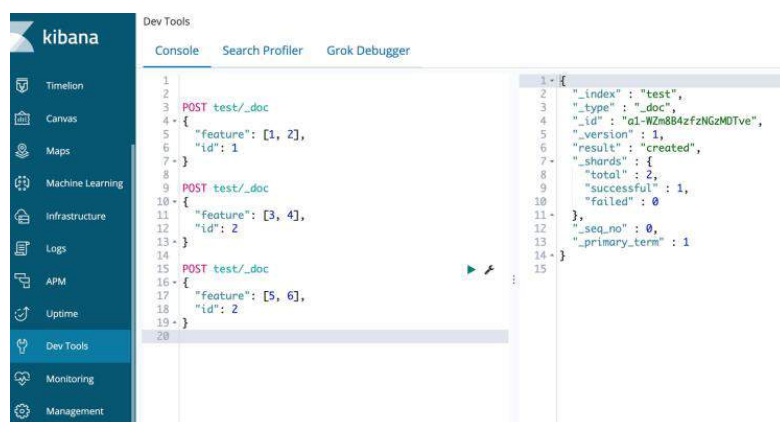 kibana
Timelion
Canvas
Maps
Machine Learning
Infrastructure
Logs
APM
Uptime
Dev Tools
Monitoring
Management
Dev Tools
Console Search Profiler Grok Debugger
1
2
3 POST test/_doc
4 {
5 "feature": [1, 2],
6 "id": 1
7 }
8
9 POST test/_doc
10 {
11 "feature": [3, 4],
12 "id": 2
13 }
14
15 POST test/_doc
16 {
17 "feature": [5, 6],
18 "id": 2
19 }
20
1 {
2 "_index" : "test",
3 "_type" : "_doc",
4 "_id" : "a1-WZm8B4zfzNGzMDTve",
5 "_version" : 1,
6 "result" : "created",
7 "_shards" : {
8 "total" : 2,
9 "successful" : 1,
10 "failed" : 0
11 },
12 "_seq_no" : 0,
13 "_primary_term" : 1
14 }
15